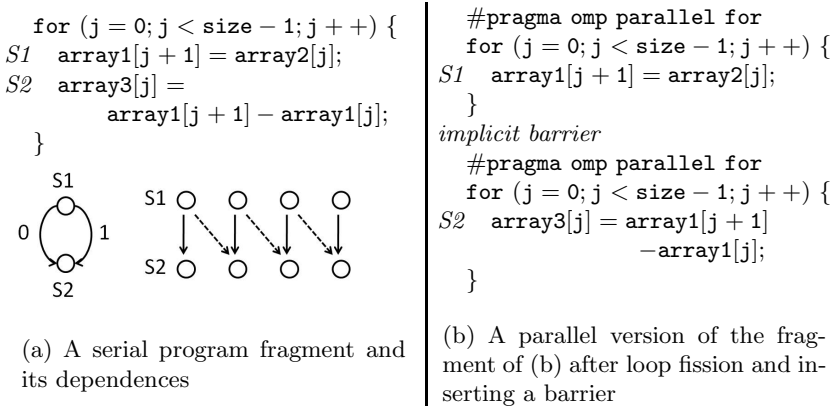 for (j = 0; j < size − 1; j + +) {
S1 array1[j + 1] = array2[j];
S2 array3[j] =
array1[j + 1] − array1[j];
}
S1
0 1
S2
S1
S2
(a) A serial program fragment and
its dependences
#pragma omp parallel for
for (j = 0; j < size − 1; j + +) {
S1 array1[j + 1] = array2[j];
}
implicit barrier
#pragma omp parallel for
for (j = 0; j < size − 1; j + +) {
S2 array3[j] = array1[j + 1]
−array1[j];
}
(b) A parallel version of the frag-
ment of (b) after loop fission and in-
serting a barrier